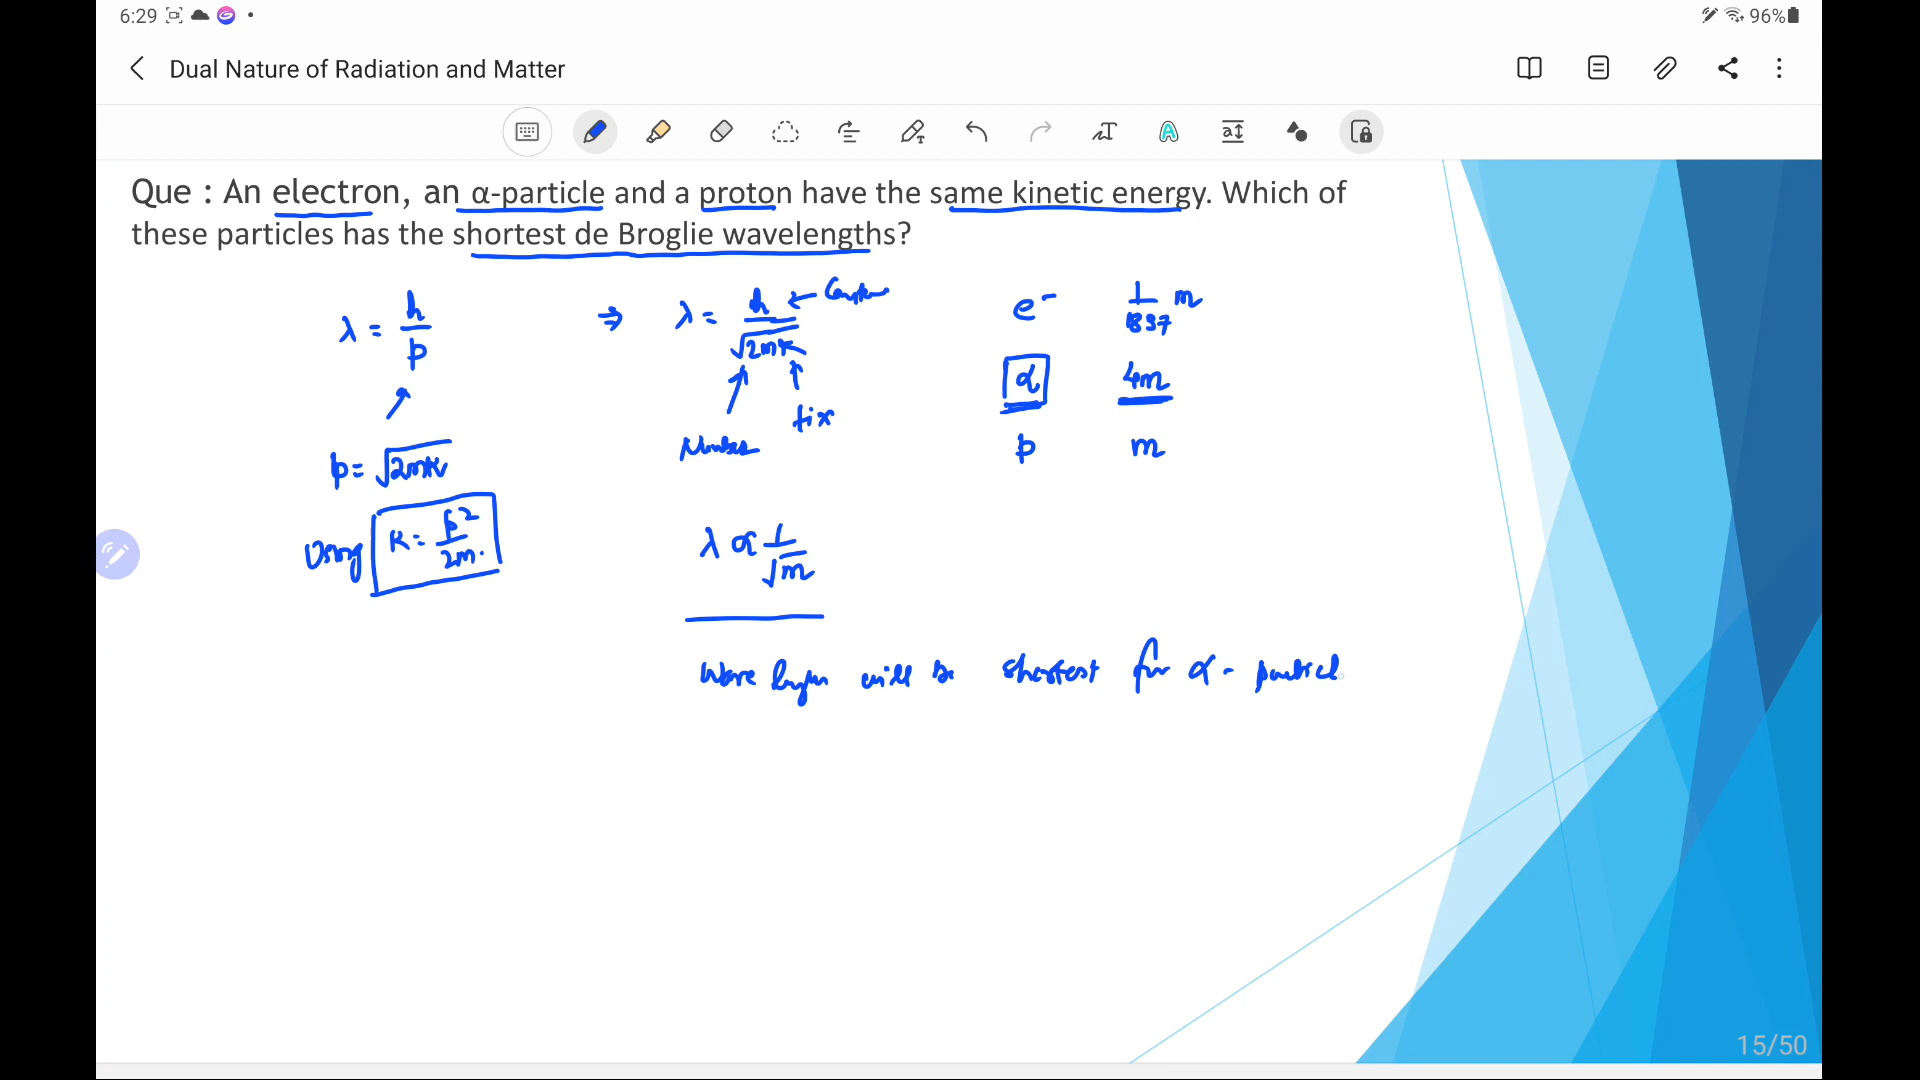 6:29
96%
Dual Nature of Radiation and Matter
Que : An electron, an α-particle and a proton have the same kinetic energy. Which of
these particles has the shortest de Broglie wavelengths?
λ = h/p
⇒ λ = h/√2mK
e⁻ 1/1837 m
α 4m
p m
fix
Number
p = √2mK
Using K = p²/2m.
λ ∝ 1/√m
will be shortest for α-
15/50